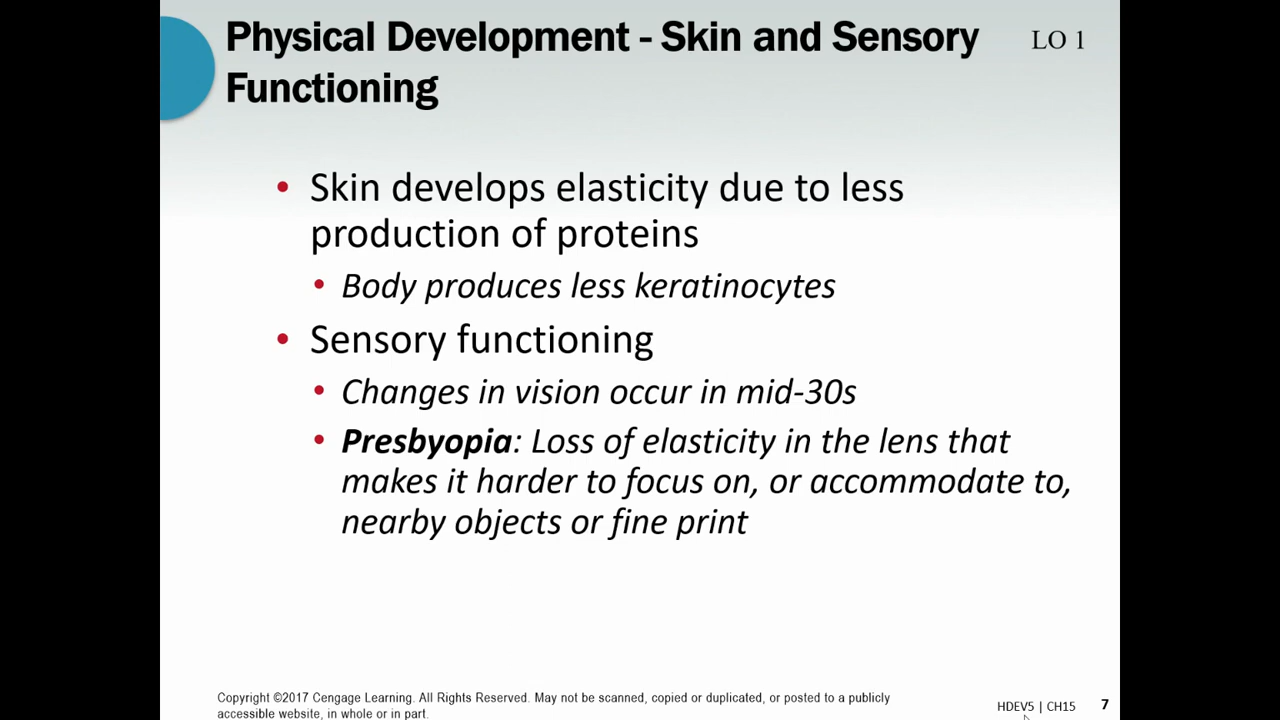 Physical Development - Skin and Sensory
Functioning
LO 1
• Skin develops elasticity due to less
production of proteins
• Body produces less keratinocytes
• Sensory functioning
• Changes in vision occur in mid-30s
• Presbyopia: Loss of elasticity in the lens that
makes it harder to focus on, or accommodate to,
nearby objects or fine print
Copyright ©2017 Cengage Learning. All Rights Reserved. May not be scanned, copied or duplicated, or posted to a publicly
accessible website, in whole or in part.
HDEV5 | CH15
7